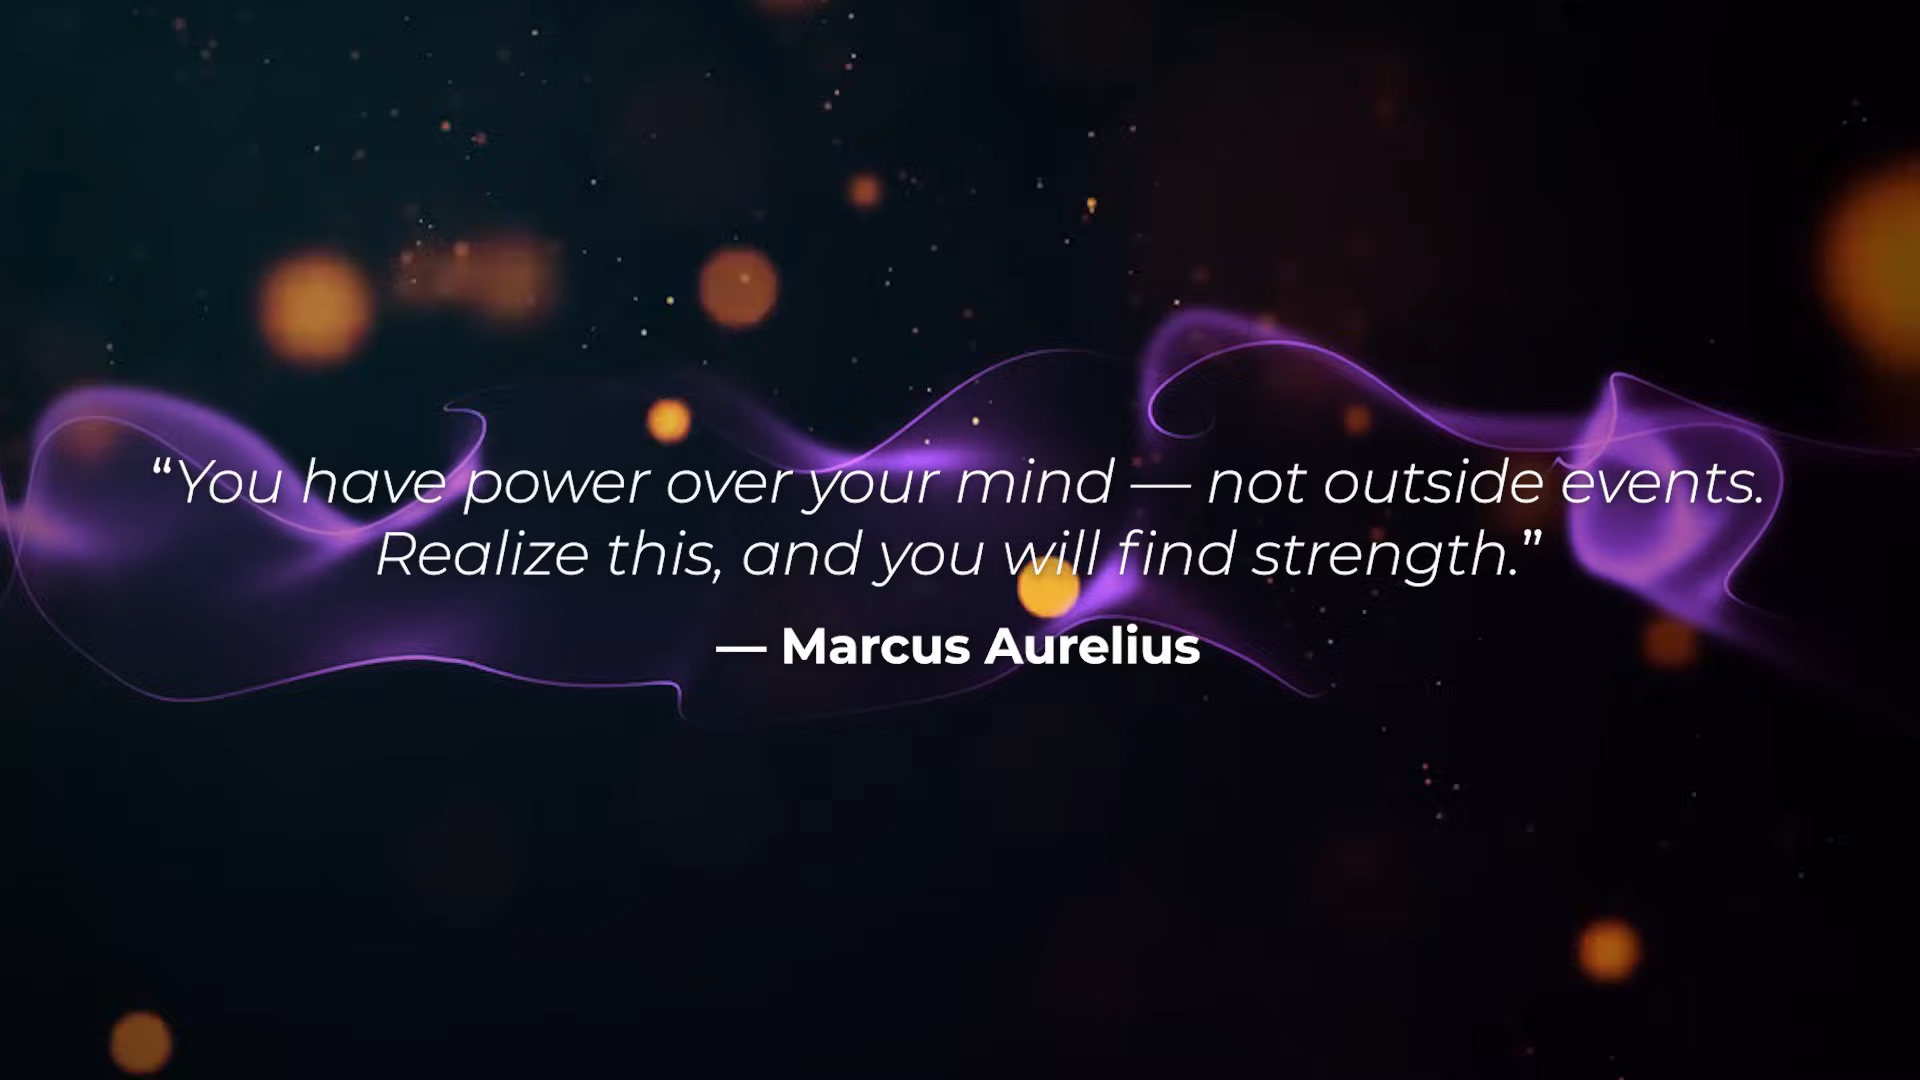 “You have power over your mind — not outside events.
Realize this, and you will find strength.”
— Marcus Aurelius